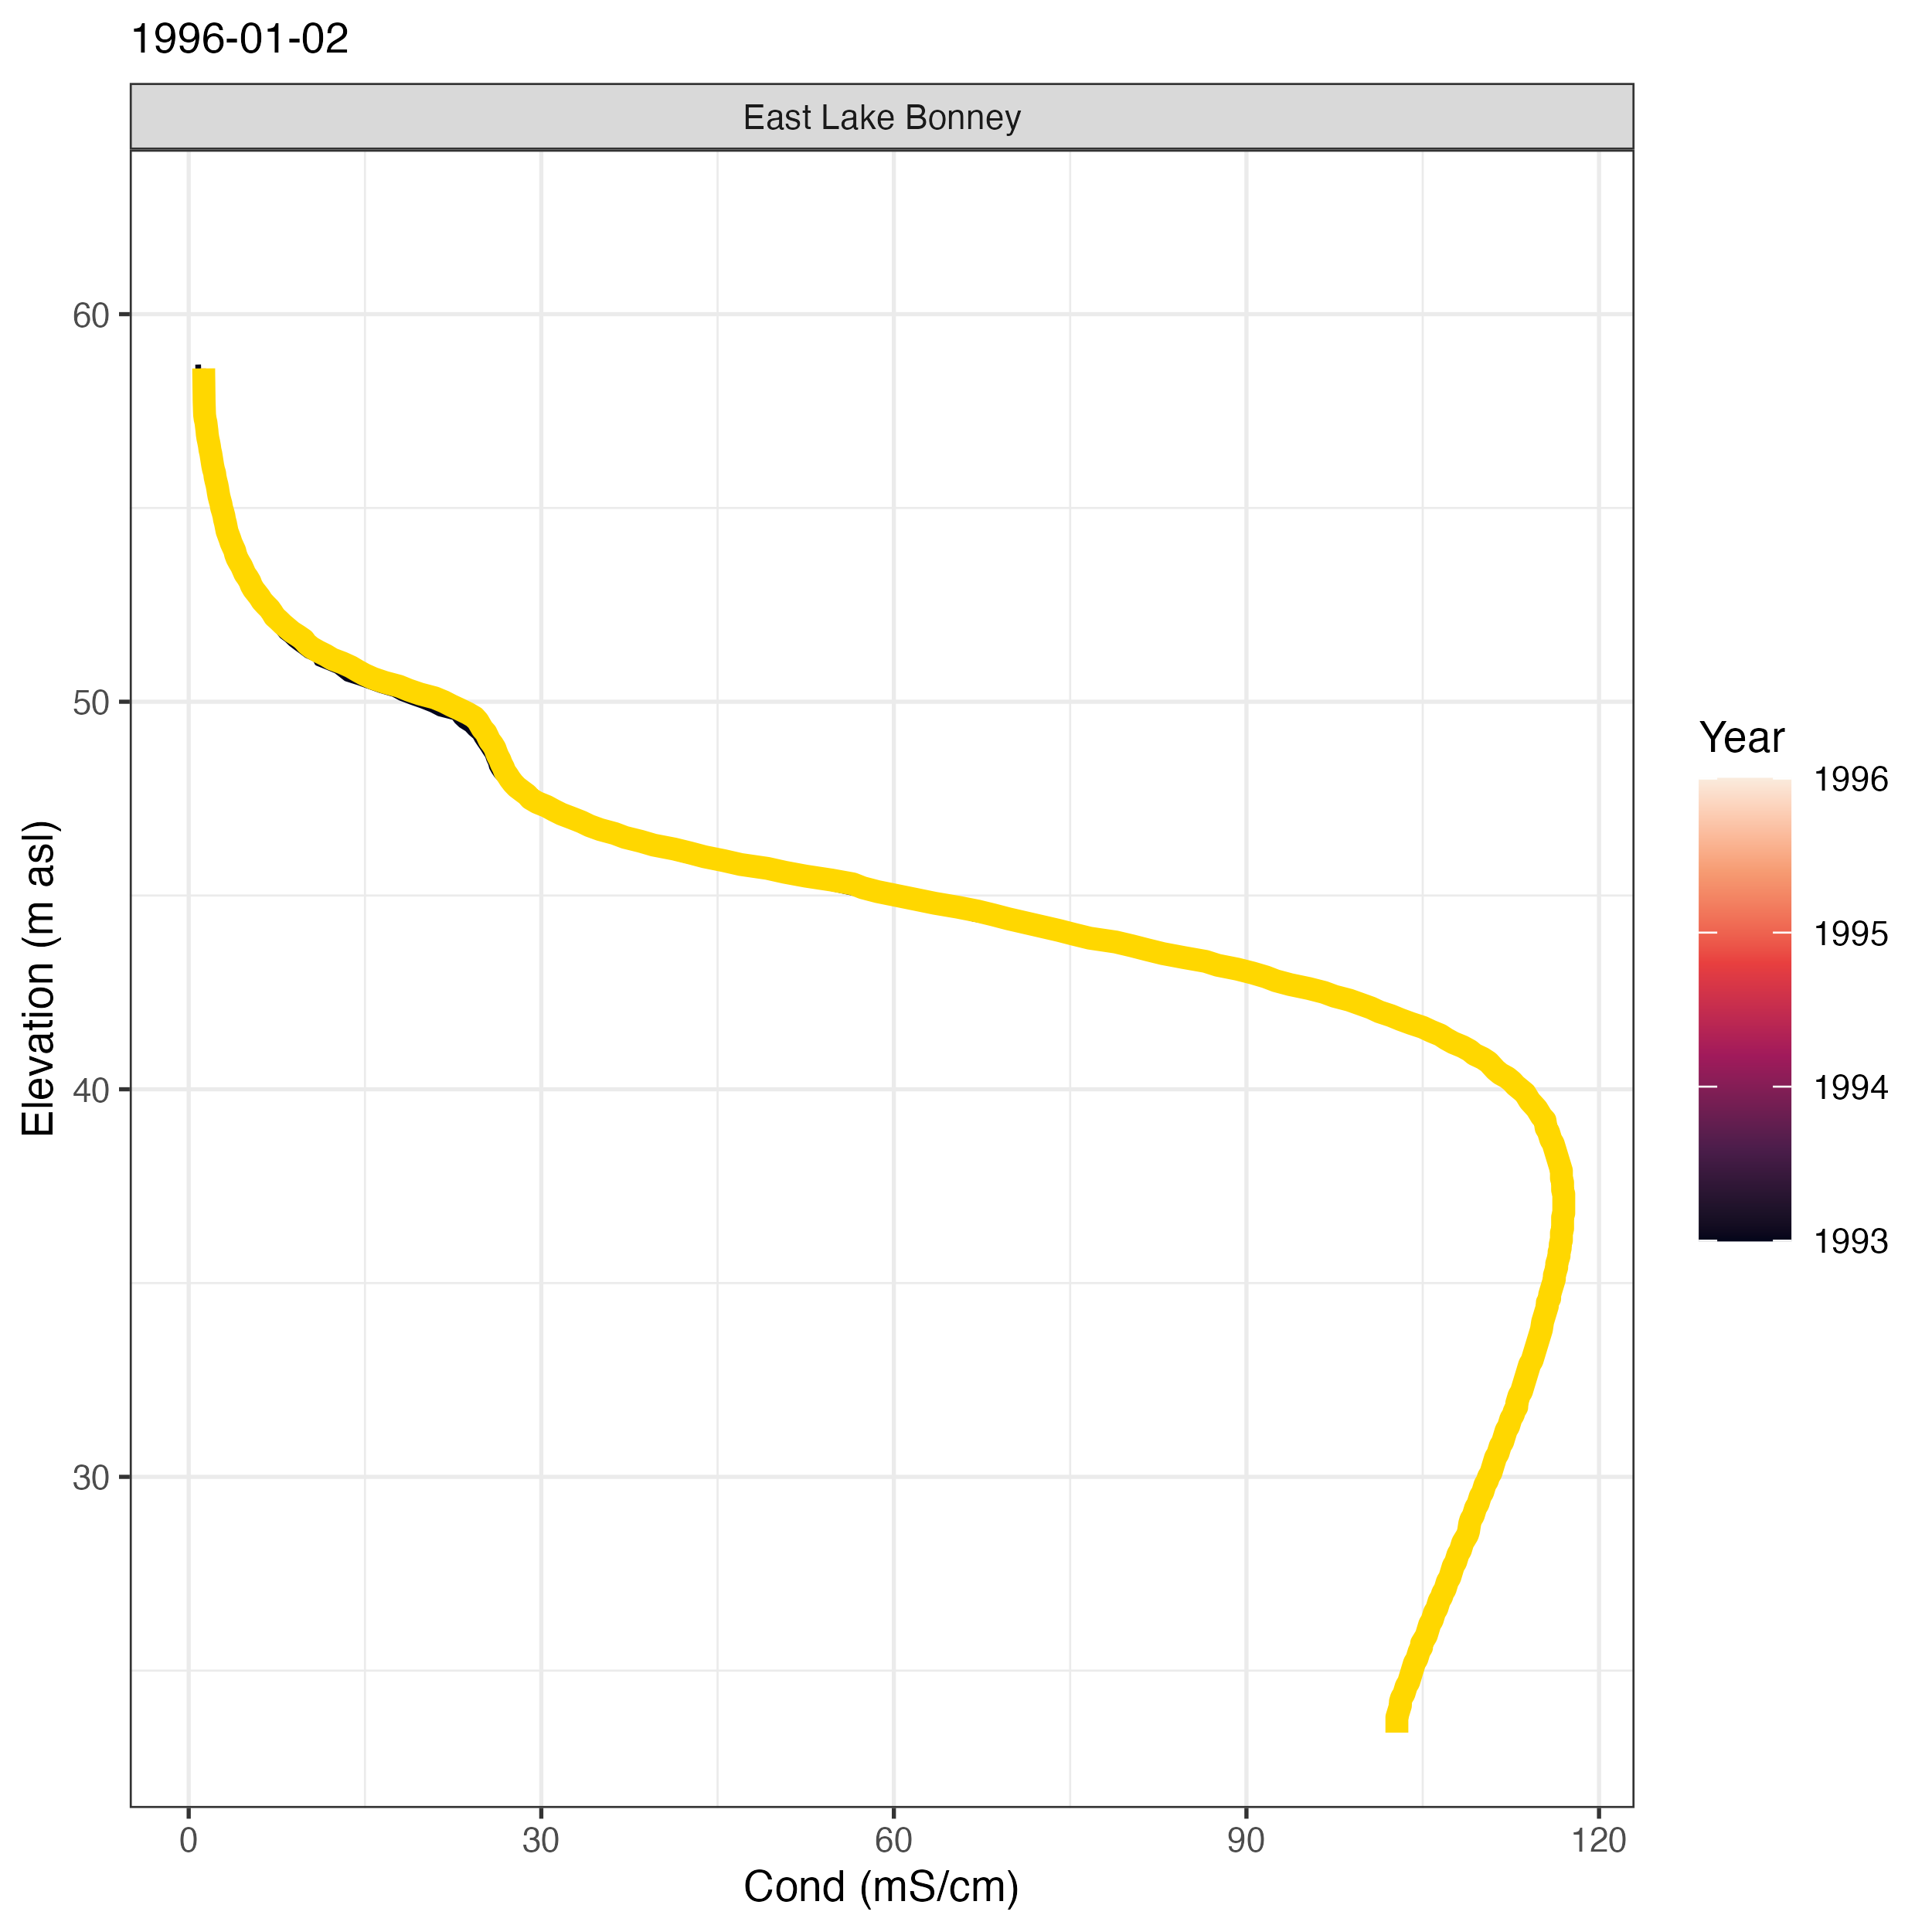 1996-01-02
East Lake Bonney
60
50
40
30
Elevation (m asl)
0 30 60 90 120
Cond (mS/cm)
Year
1996
1995
1994
1993